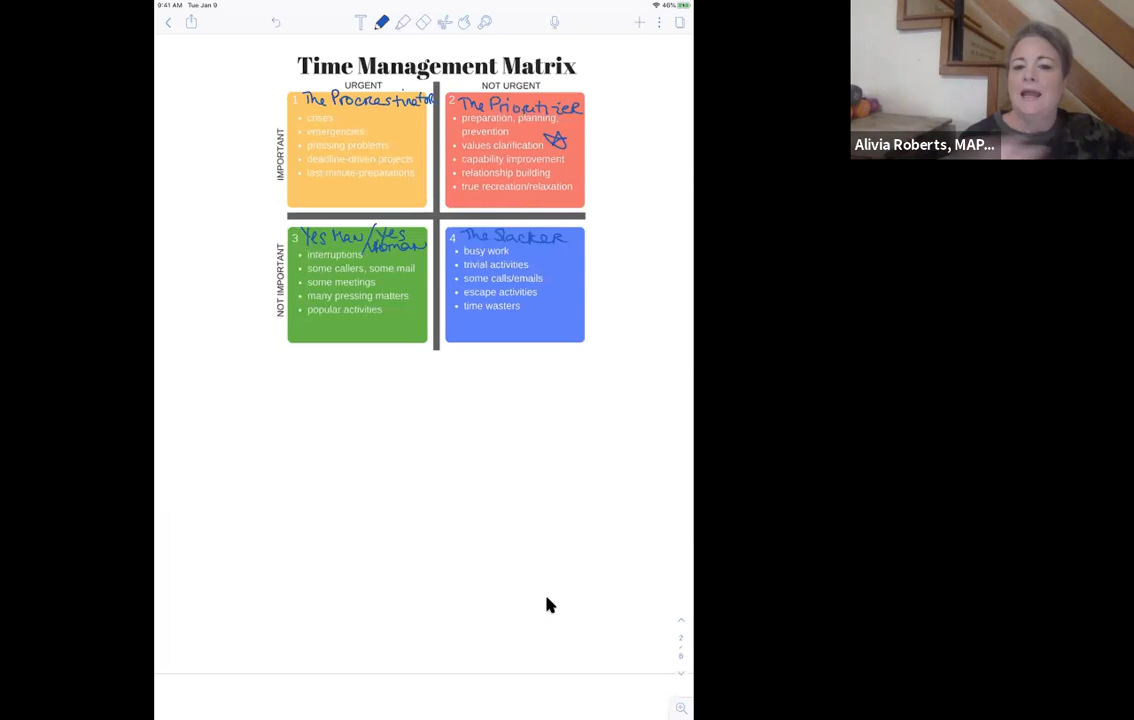 9:41 AM Tue Jan 9
46%
T
Time Management Matrix
URGENT
NOT URGENT
IMPORTANT
1 The Procrastinator
crises
emergencies
pressing problems
deadline-driven projects
last minute-preparations
2 The Prioritizer
preparation, planning,
prevention
values clarification
capability improvement
relationship building
true recreation/relaxation
NOT IMPORTANT
3 Yes Man/Yes
Woman
interruptions
some callers, some mail
some meetings
many pressing matters
popular activities
4 The Slacker
busy work
trivial activities
some calls/emails
escape activities
time wasters
Alivia Roberts, MAP...
2